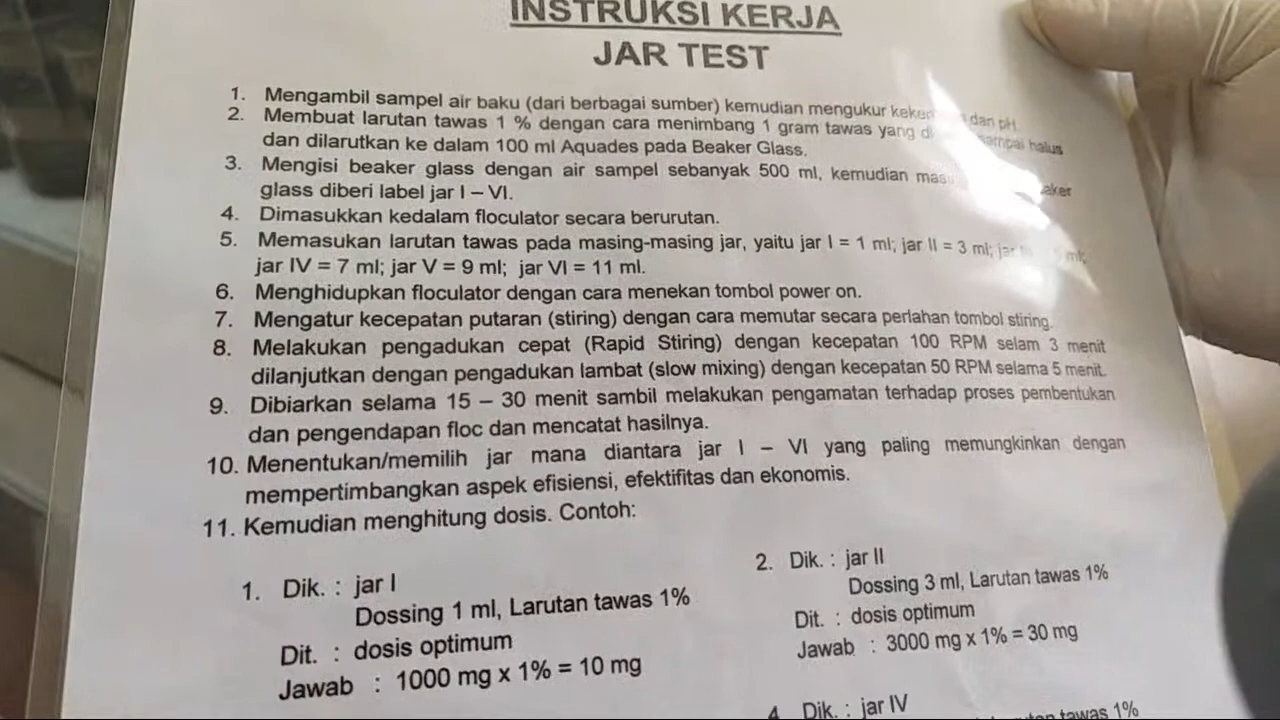 INSTRUKSI KERJA
JAR TEST
1. Mengambil sampel air baku (dari berbagai sumber) kemudian mengukur dan pH.
2. Membuat larutan tawas 1 % dengan cara menimbang 1 gram tawas yang sampai halus
dan dilarutkan ke dalam 100 ml Aquades pada Beaker Glass.
3. Mengisi beaker glass dengan air sampel sebanyak 500 ml, kemudian
glass diberi label jar I – VI.
4. Dimasukkan kedalam floculator secara berurutan.
5. Memasukan larutan tawas pada masing-masing jar, yaitu jar I = 1 ml; jar II = 3 ml; jar ml;
jar IV = 7 ml; jar V = 9 ml; jar VI = 11 ml.
6. Menghidupkan floculator dengan cara menekan tombol power on.
7. Mengatur kecepatan putaran (stiring) dengan cara memutar secara perlahan tombol stiring.
8. Melakukan pengadukan cepat (Rapid Stiring) dengan kecepatan 100 RPM selam 3 menit
dilanjutkan dengan pengadukan lambat (slow mixing) dengan kecepatan 50 RPM selama 5 menit.
9. Dibiarkan selama 15 – 30 menit sambil melakukan pengamatan terhadap proses pembentukan
dan pengendapan floc dan mencatat hasilnya.
10. Menentukan/memilih jar mana diantara jar I – VI yang paling memungkinkan dengan
mempertimbangkan aspek efisiensi, efektifitas dan ekonomis.
11. Kemudian menghitung dosis. Contoh:
1. Dik. : jar I
Dossing 1 ml, Larutan tawas 1%
Dit. : dosis optimum
Jawab : 1000 mg x 1% = 10 mg
2. Dik. : jar II
Dossing 3 ml, Larutan tawas 1%
Dit. : dosis optimum
Jawab : 3000 mg x 1% = 30 mg
4 Dik. : jar IV
tawas 1%